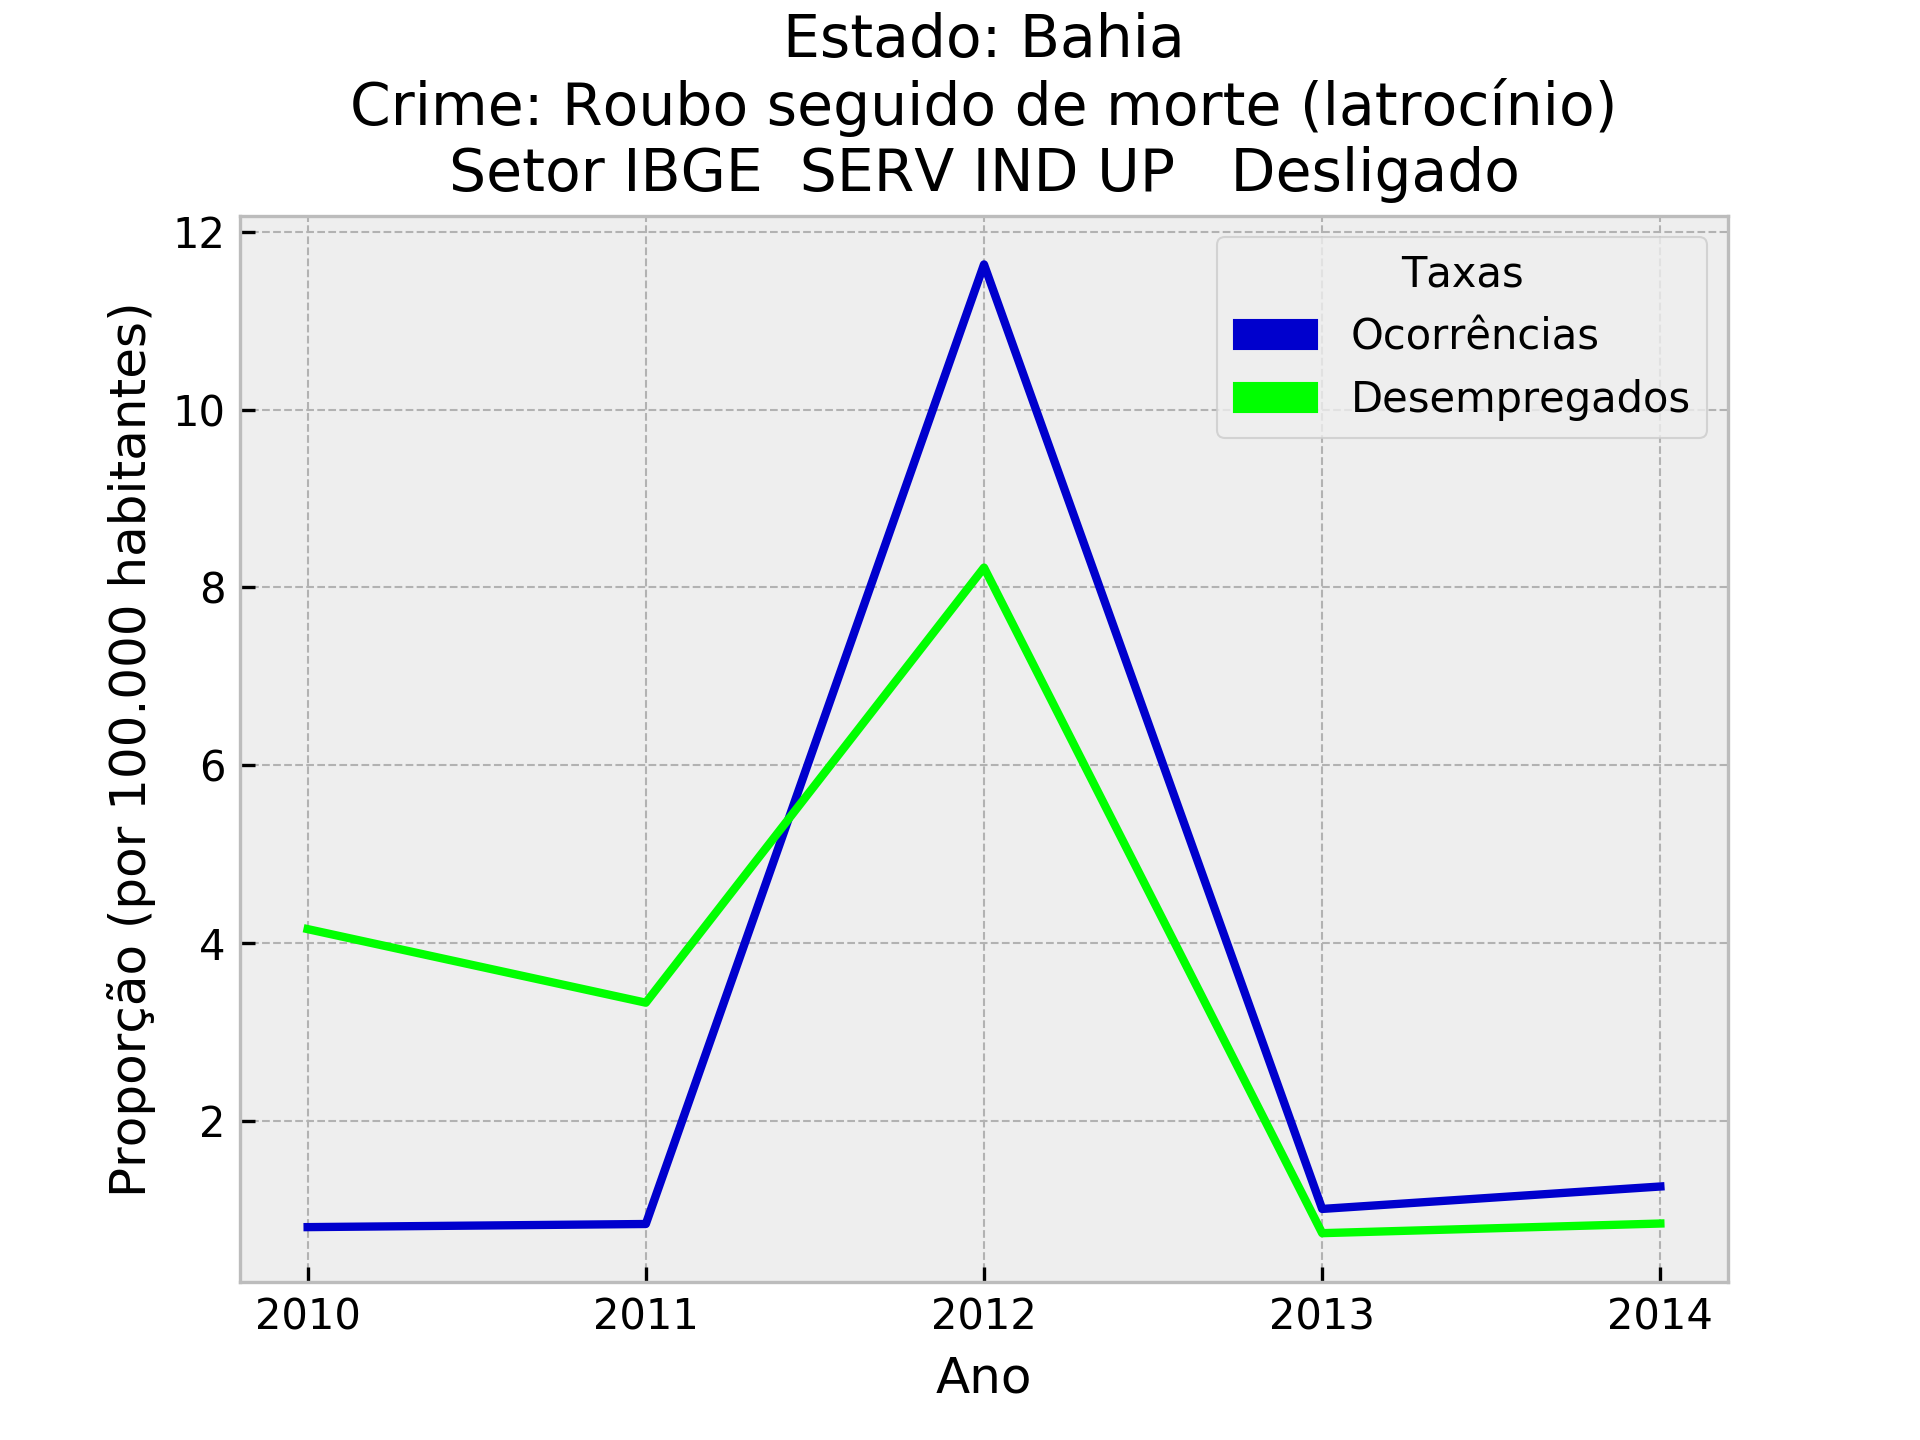 Estado: Bahia
Crime: Roubo seguido de morte (latrocínio)
Setor IBGE  SERV IND UP   Desligado
12
10
8
6
4
2
Proporção (por 100.000 habitantes)
Taxas
Ocorrências
Desempregados
2010
2011
2012
2013
2014
Ano